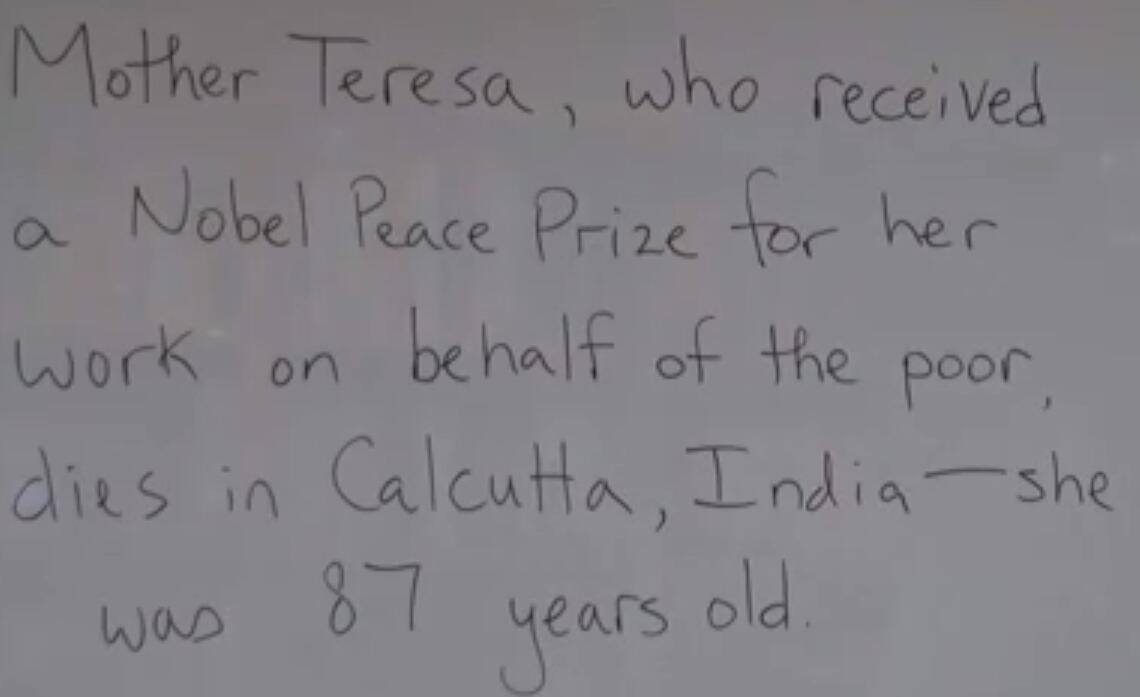 Mother Teresa, who received
a Nobel Peace Prize for her
work on behalf of the poor,
dies in Calcutta, India—she
was 87 years old.